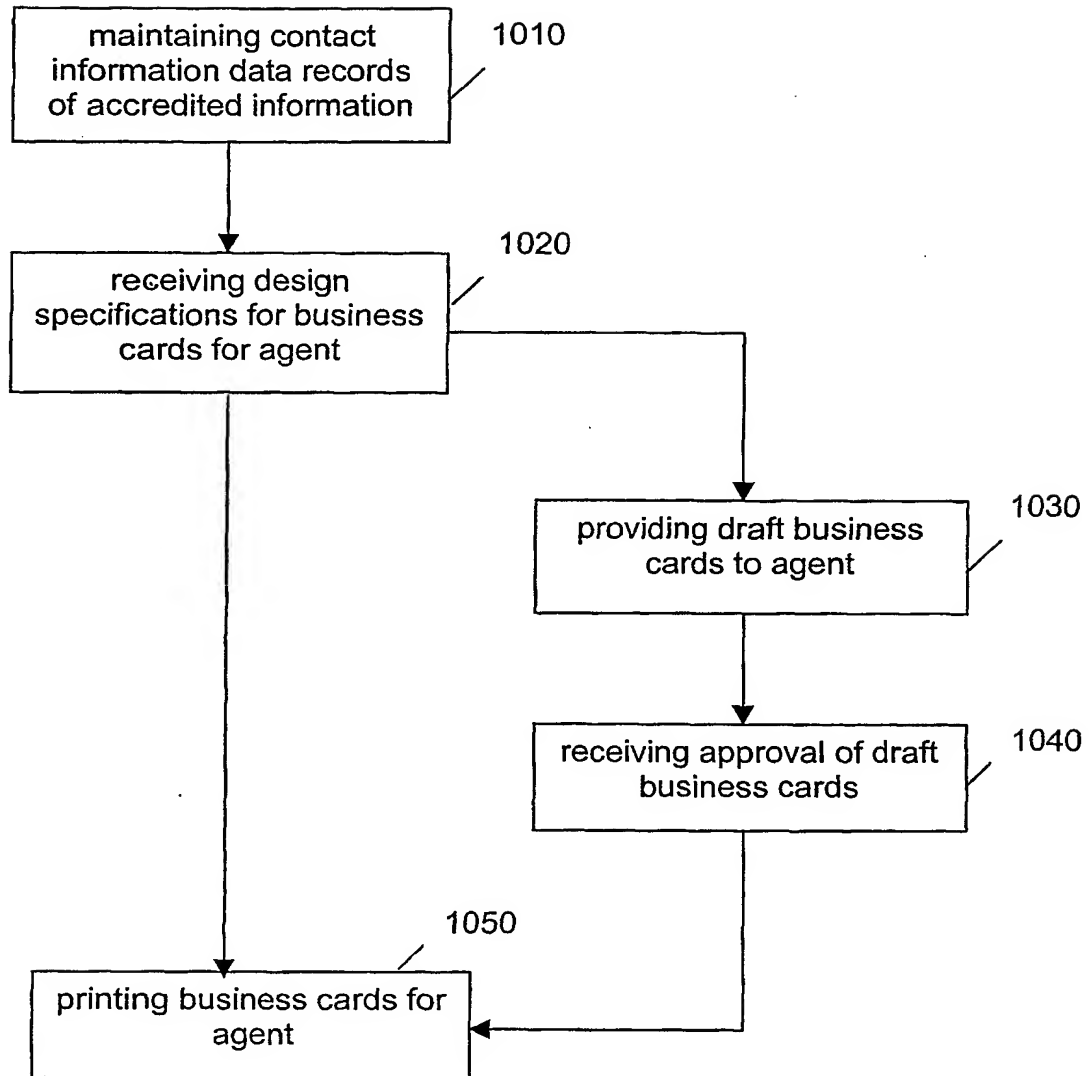 maintaining contact
information data records
of accredited information
1010
receiving design
specifications for business
cards for agent
1020
providing draft business
cards to agent
1030
receiving approval of draft
business cards
1040
printing business cards for
agent
1050